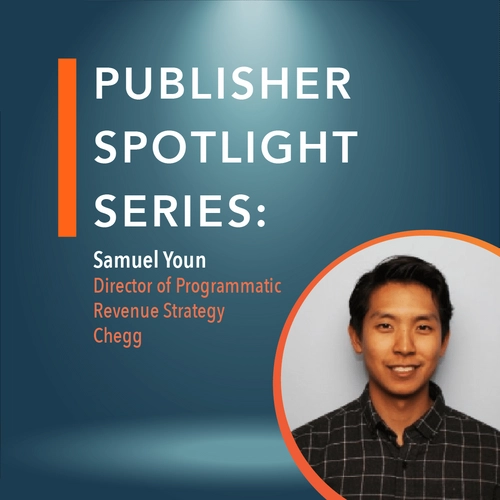 PUBLISHER
SPOTLIGHT
SERIES:
Samuel Youn
Director of Programmatic
Revenue Strategy
Chegg